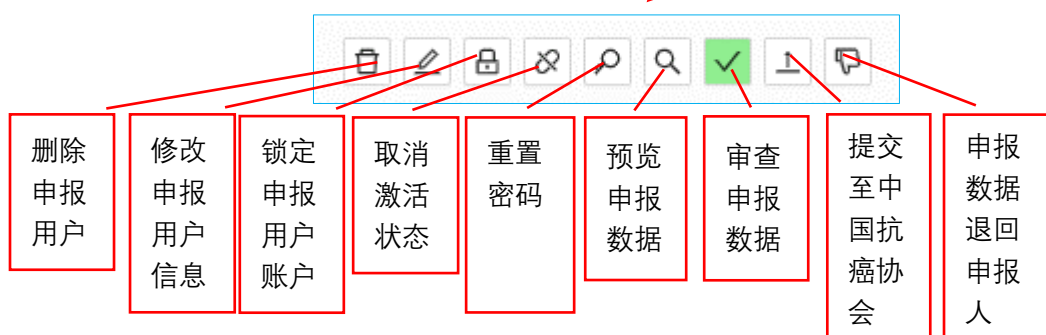 删除
申报
用户
修改
申报
用户
信息
锁定
申报
用户
账户
取消
激活
状态
重置
密码
预览
申报
数据
审查
申报
数据
提交
至中
国抗
癌协
会
申报
数据
退回
申报
人